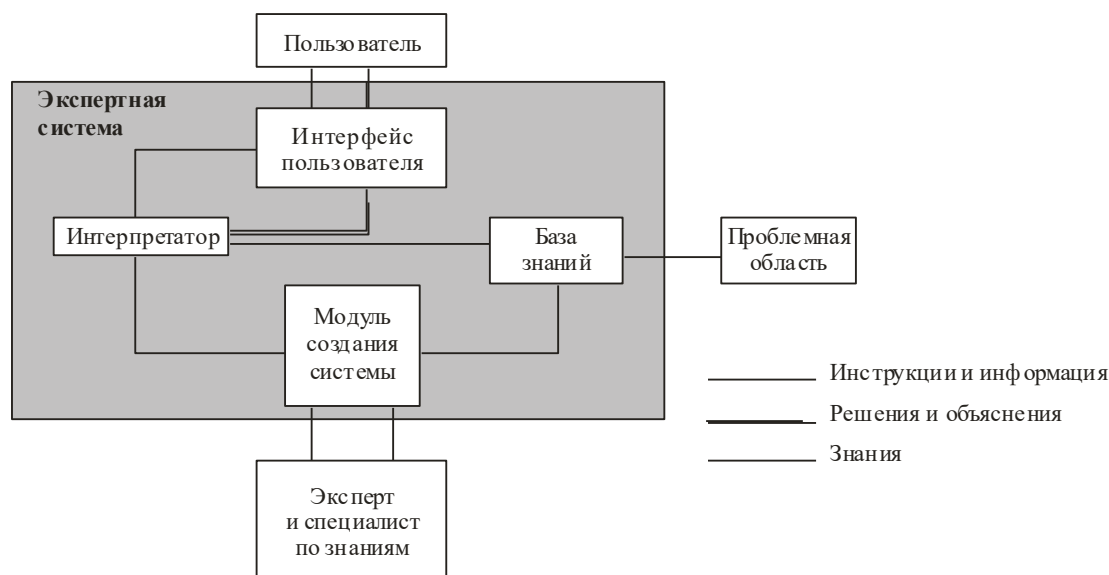 Пользователь
Экспертная
система
Интерфейс
пользователя
Интерпретатор
База
знаний
Проблемная
область
Модуль
создания
системы
Инструкции и информация
Решения и объяснения
Знания
Эксперт
и специалист
по знаниям